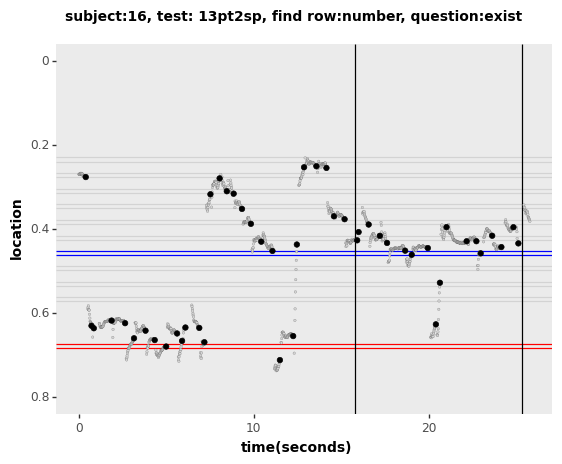 subject:16, test: 13pt2sp, find row:number, question:exist
0
0.2
0.4
0.6
0.8
location
0
10
20
time(seconds)